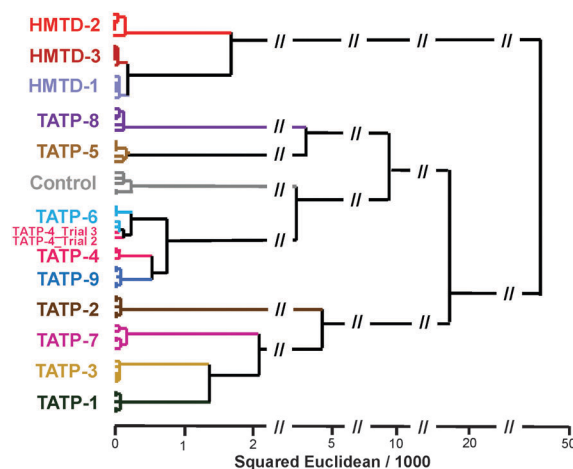 HMTD-2
HMTD-3
HMTD-1
TATP-8
TATP-5
Control
TATP-6
TATP-4_Trial 3
TATP-4_Trial 2
TATP-4
TATP-9
TATP-2
TATP-7
TATP-3
TATP-1
0 1 2 // 5 // 10 // 20 // 50
Squared Euclidean / 1000